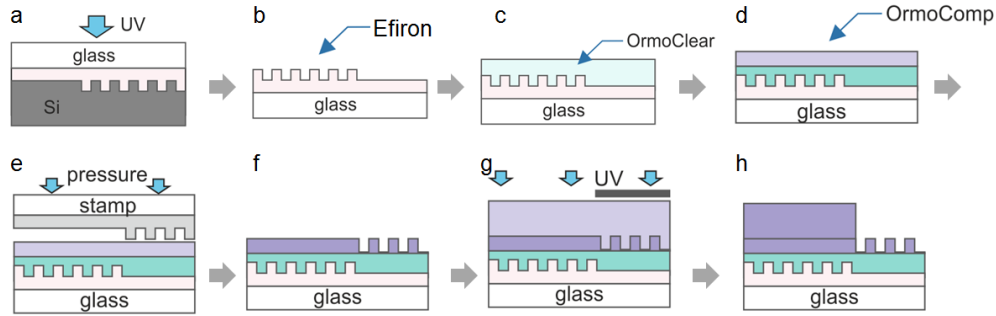 a
UV
glass
Si
b
Efiron
glass
c
OrmoClear
glass
d
OrmoComp
glass
e
pressure
stamp
glass
f
glass
g
UV
glass
h
glass